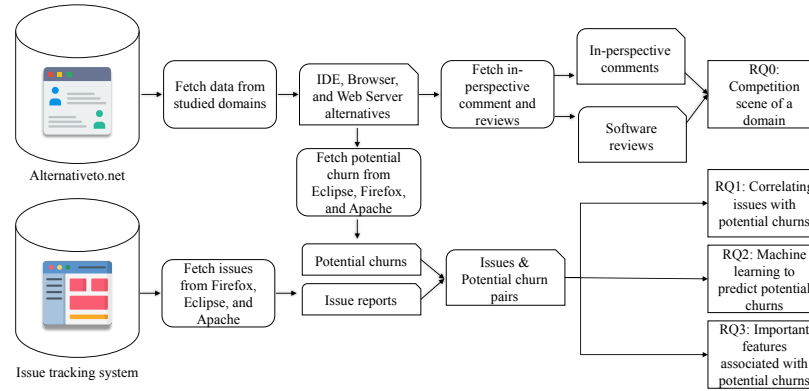 Alternativeto.net
Fetch data from
studied domains
IDE, Browser,
and Web Server
alternatives
Fetch in-
perspective
comment and
reviews
In-perspective
comments
Software
reviews
RQ0:
Competition
scene of a
domain
Fetch potential
churn from
Eclipse, Firefox,
and Apache
Issue tracking system
Fetch issues
from Firefox,
Eclipse, and
Apache
Potential churns
Issue reports
Issues &
Potential churn
pairs
RQ1: Correlating
issues with
potential churns
RQ2: Machine
learning to
predict potential
churns
RQ3: Important
features
associated with
potential churns